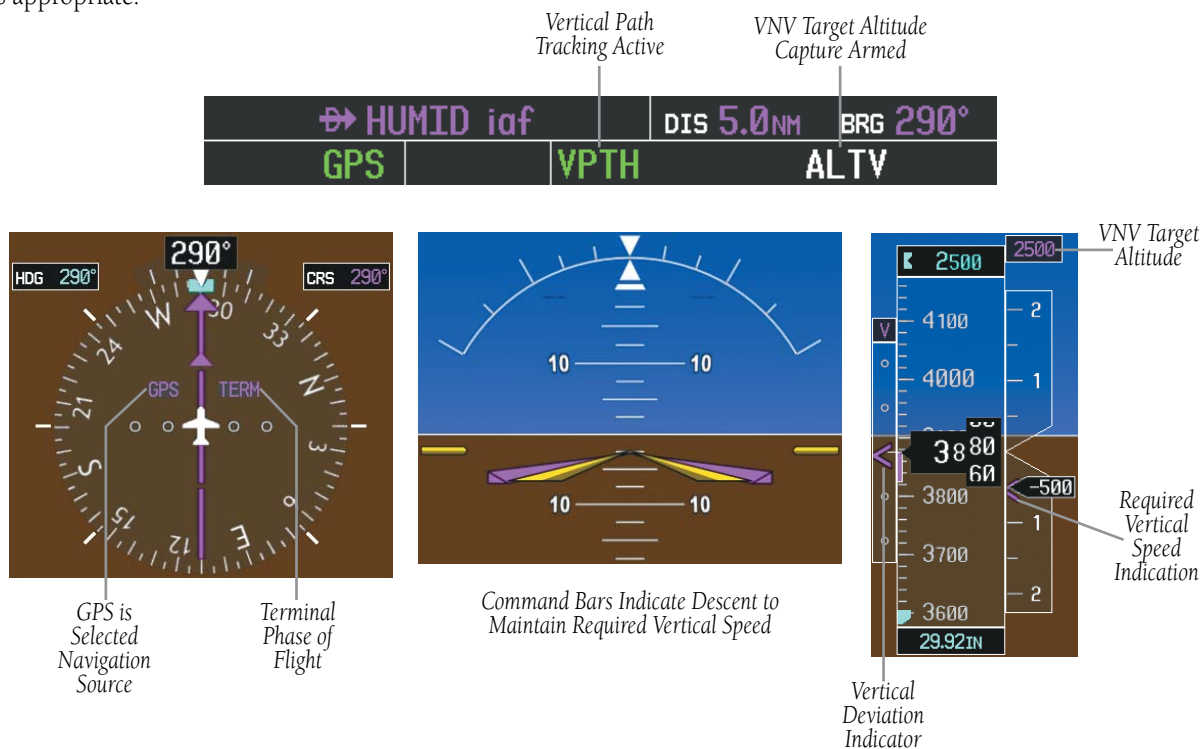 s appropriate.
Vertical Path
Tracking Active
VNV Target Altitude
Capture Armed
HUMID iaf
DIS 5.0NM
BRG 290°
GPS
VPTH
ALTV
290°
HDG 290°
CRS 290°
GPS
TERM
W
30
33
N
3
6
E
12
15
S
21
24
GPS is
Selected
Navigation
Source
Terminal
Phase of
Flight
10
10
10
10
Command Bars Indicate Descent to
Maintain Required Vertical Speed
2500
2500
VNV Target
Altitude
V
4100
4000
3880
60
3800
3700
3600
29.92IN
2
1
-500
1
2
Required
Vertical
Speed
Indication
Vertical
Deviation
Indicator